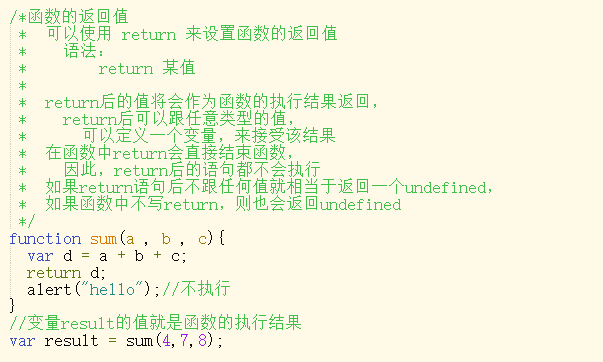 /*函数的返回值
* 可以使用 return 来设置函数的返回值
* 语法：
* return 某值
*
* return后的值将会作为函数的执行结果返回，
* return后可以跟任意类型的值，
* 可以定义一个变量，来接受该结果
* 在函数中return会直接结束函数，
* 因此，return后的语句都不会执行
* 如果return语句后不跟任何值就相当于返回一个undefined，
* 如果函数中不写return，则也会返回undefined
*/
function sum(a , b , c){
var d = a + b + c;
return d;
alert("hello");//不执行
}
//变量result的值就是函数的执行结果
var result = sum(4,7,8);